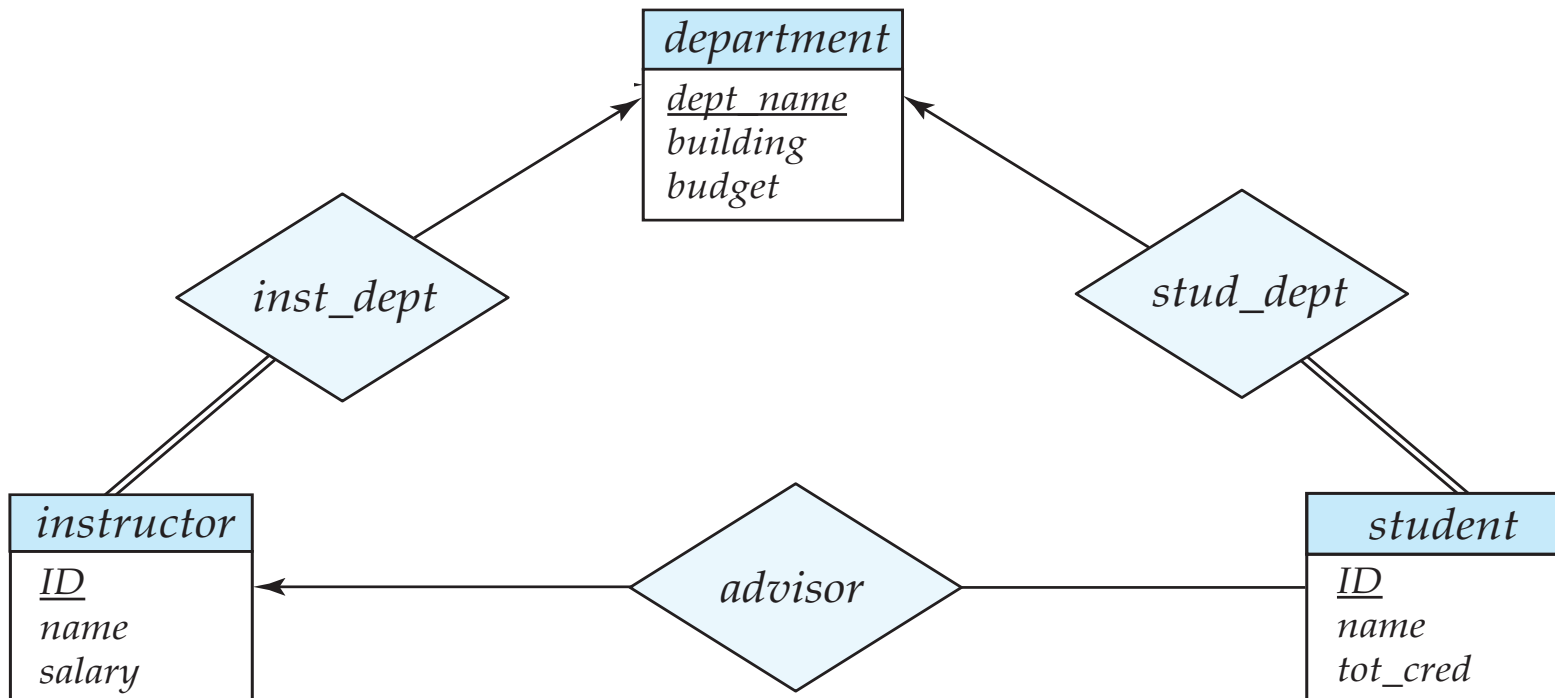 department
dept_name
building
budget
inst_dept
stud_dept
instructor
ID
name
salary
advisor
student
ID
name
tot_cred